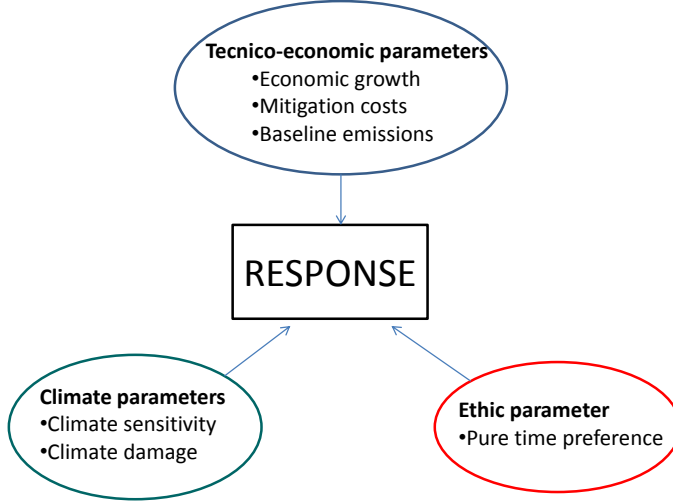 Tecnico-economic parameters
•Economic growth
•Mitigation costs
•Baseline emissions
RESPONSE
Climate parameters
•Climate sensitivity
•Climate damage
Ethic parameter
•Pure time preference